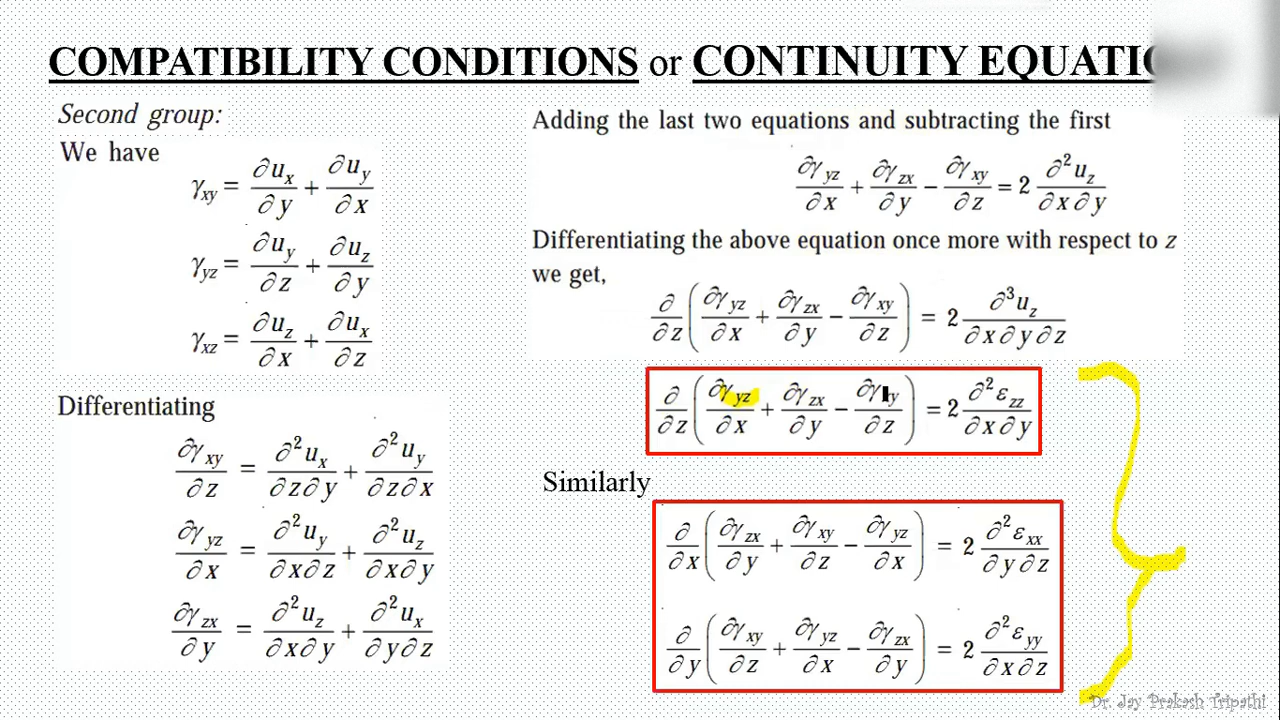 COMPATIBILITY CONDITIONS or CONTINUITY
Second group:
We have
γxy = ∂ux/∂y + ∂uy/∂x
γyz = ∂uy/∂z + ∂uz/∂y
γxz = ∂uz/∂x + ∂ux/∂z
Differentiating
∂γxy/∂z = ∂²ux/∂z∂y + ∂²uy/∂z∂x
∂γyz/∂x = ∂²uy/∂x∂z + ∂²uz/∂x∂y
∂γzx/∂y = ∂²uz/∂x∂y + ∂²ux/∂y∂z
Adding the last two equations and subtracting the first
∂γyz/∂x + ∂γzx/∂y − ∂γxy/∂z = 2 ∂²uz/∂x∂y
Differentiating the above equation once more with respect to z
we get,
∂/∂z (∂γyz/∂x + ∂γzx/∂y − ∂γxy/∂z) = 2 ∂³uz/∂x∂y∂z
∂/∂z (∂γyz/∂x + ∂γzx/∂y − ∂γy/∂z) = 2 ∂²εzz/∂x∂y
Similarly
∂/∂x (∂γzx/∂y + ∂γxy/∂z − ∂γyz/∂x) = 2 ∂²εxx/∂y∂z
∂/∂y (∂γxy/∂z + ∂γyz/∂x − ∂γzx/∂y) = 2 ∂²εyy/∂x∂z
Dr. Jay Prakash Tripathi